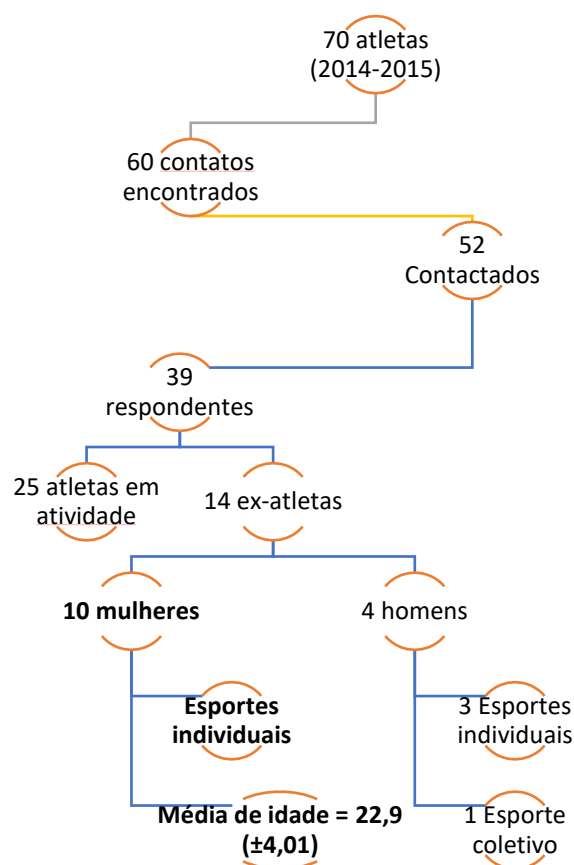 70 atletas
(2014-2015)
60 contatos
encontrados
52
Contactados
39
respondentes
25 atletas em
atividade
14 ex-atletas
10 mulheres
4 homens
Esportes
individuais
3 Esportes
individuais
Média de idade = 22,9
(±4,01)
1 Esporte
coletivo